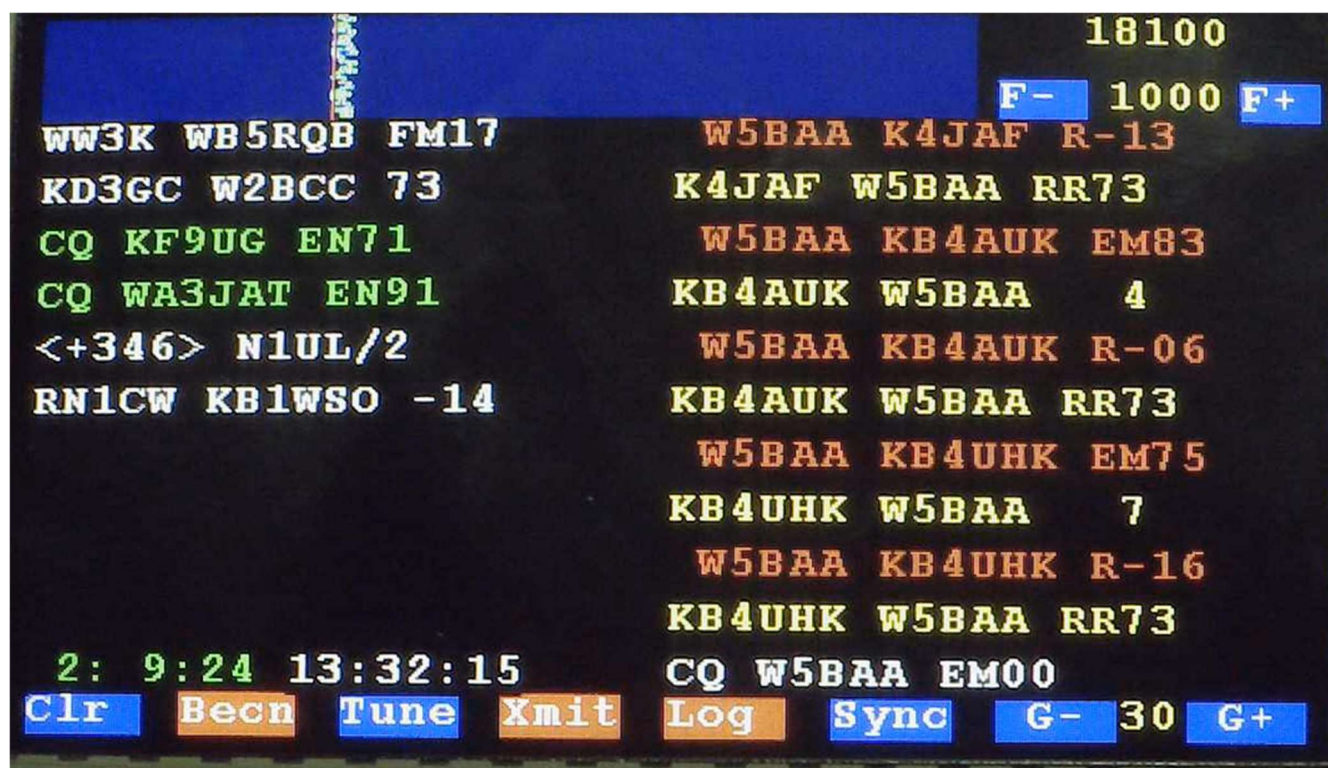 18100
F- 1000 F+
WW3K WB5RQB FM17
KD3GC W2BCC 73
CQ KF9UG EN71
CQ WA3JAT EN91
<+346> N1UL/2
RN1CW KB1WSO -14
W5BAA K4JAF R-13
K4JAF W5BAA RR73
W5BAA KB4AUK EM83
KB4AUK W5BAA 4
W5BAA KB4AUK R-06
KB4AUK W5BAA RR73
W5BAA KB4UHK EM75
KB4UHK W5BAA 7
W5BAA KB4UHK R-16
KB4UHK W5BAA RR73
2: 9:24 13:32:15
CQ W5BAA EM00
Clr Becn Tune Xmit Log Sync G- 30 G+